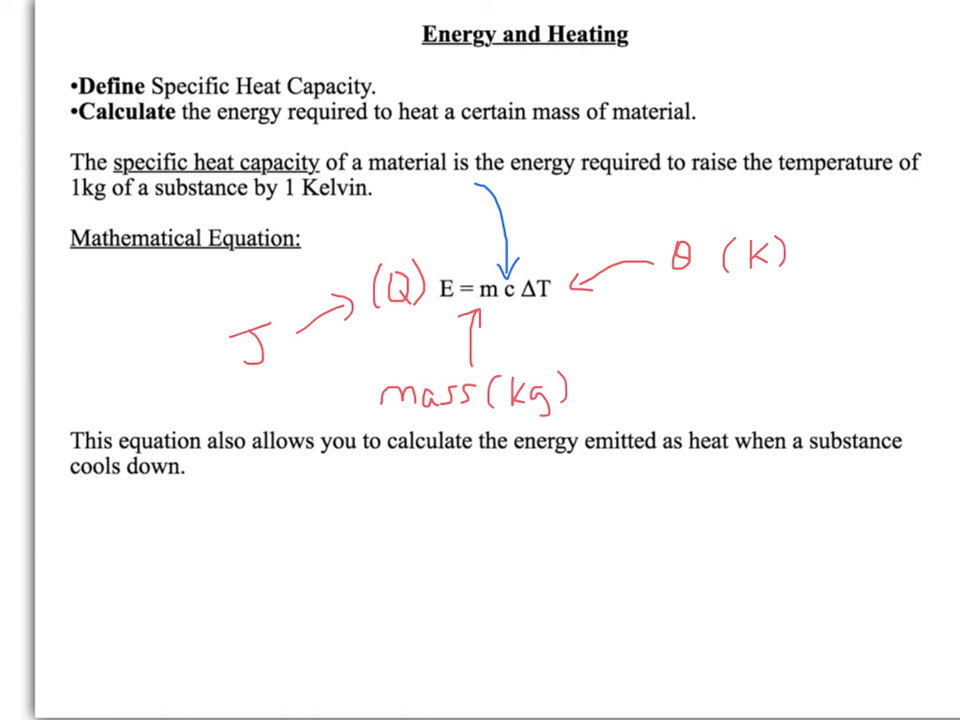 Energy and Heating
•Define Specific Heat Capacity.
•Calculate the energy required to heat a certain mass of material.
The specific heat capacity of a material is the energy required to raise the temperature of
1kg of a substance by 1 Kelvin.
Mathematical Equation:
θ (K)
(Q) E = m c ΔT
J
mass (kg)
This equation also allows you to calculate the energy emitted as heat when a substance
cools down.